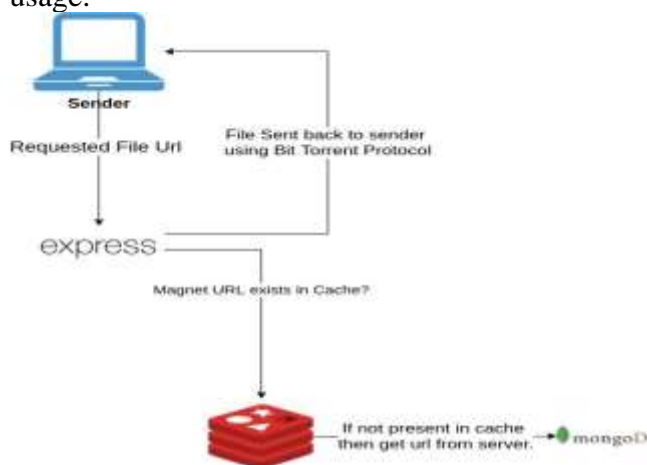 usage.
Sender
Requested File Url
File Sent back to sender
using Bit Torrent Protocol
express
Magnet URL exists in Cache?
If not present in cache
then get url from server.
mongoD